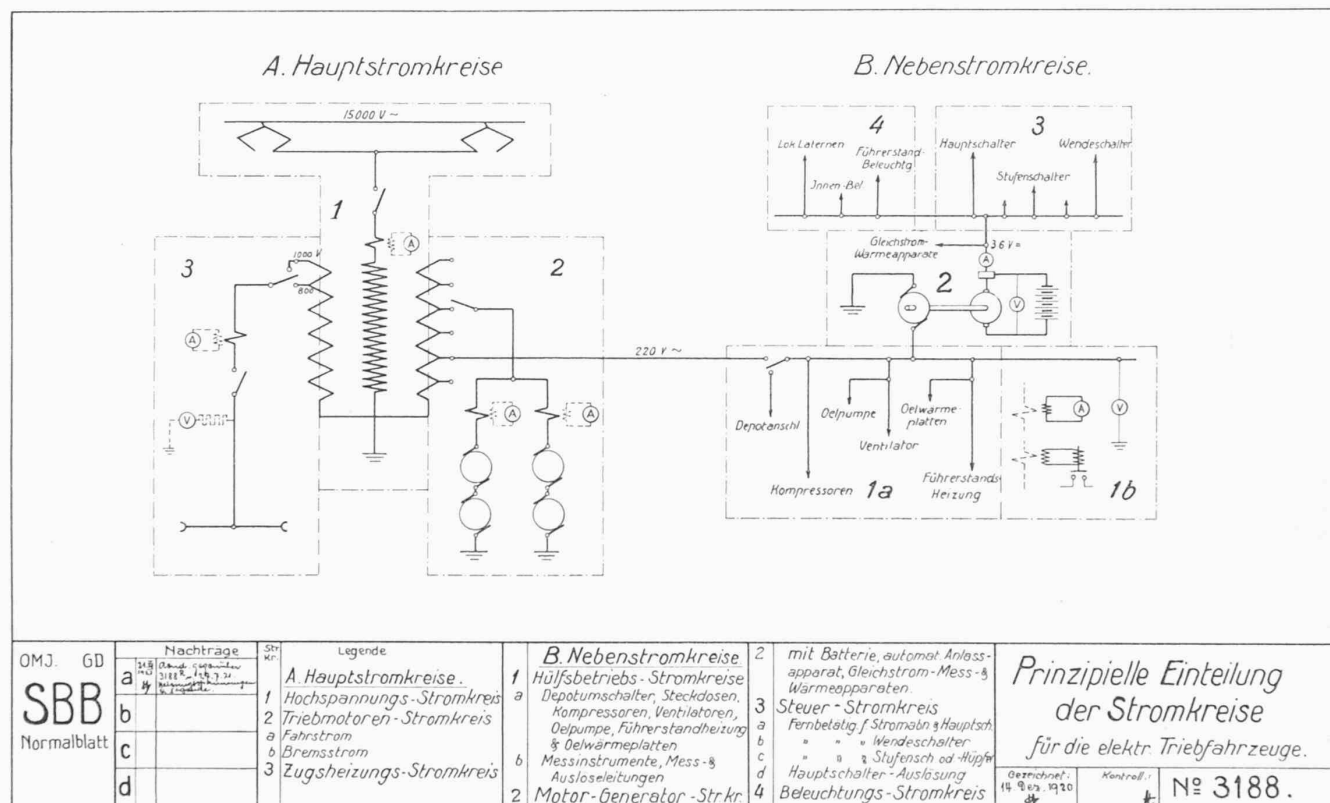 A. Hauptstromkreise
B. Nebenstromkreise.
15000 V ~
1
2
3
1000 V
800
A
A
V
A
A
4
3
Lok Laternen
Jnnen-Bel.
Führerstand-
Beleuchtg
Hauptschalter
Stufenschalter
Wendeschalter
Gleichstrom-
Wärmeapparate
36 V =
A
2
V
220 V ~
Depotanschl
Kompressoren
Oelpumpe
Ventilator
Oelwärme-
platten
Führerstands-
Heizung
1a
1b
A
V
OMJ. GD
SBB
Normalblatt
Nachträge
a
b
c
d
Str
Kr.
Legende
A. Hauptstromkreise.
1 Hochspannungs-Stromkreis
2 Triebmotoren-Stromkreis
a Fahrstrom
b Bremsstrom
3 Zugsheizungs-Stromkreis
B. Nebenstromkreise
1 Hülfsbetriebs-Stromkreise
a Depotumschalter, Steckdosen,
Kompressoren, Ventilatoren,
Oelpumpe, Führerstandheizung
& Oelwärmeplatten
b Messinstrumente, Mess- &
Auslöseleitungen
2 Motor-Generator-Str.kr.
2 mit Batterie, automat. Anlass-
apparat, Gleichstrom-Mess- &
Wärmeapparaten.
3 Steuer-Stromkreis
a Fernbetätig. f. Stromabn. & Hauptsch.
b " " " Wendeschalter
c " " & Stufensch. od -Hüpfer
d Hauptschalter-Auslösung
4 Beleuchtungs-Stromkreis
Prinzipielle Einteilung
der Stromkreise
für die elektr. Triebfahrzeuge.
Gezeichnet:
14 Dez. 1920
Kontroll.:
№ 3188.